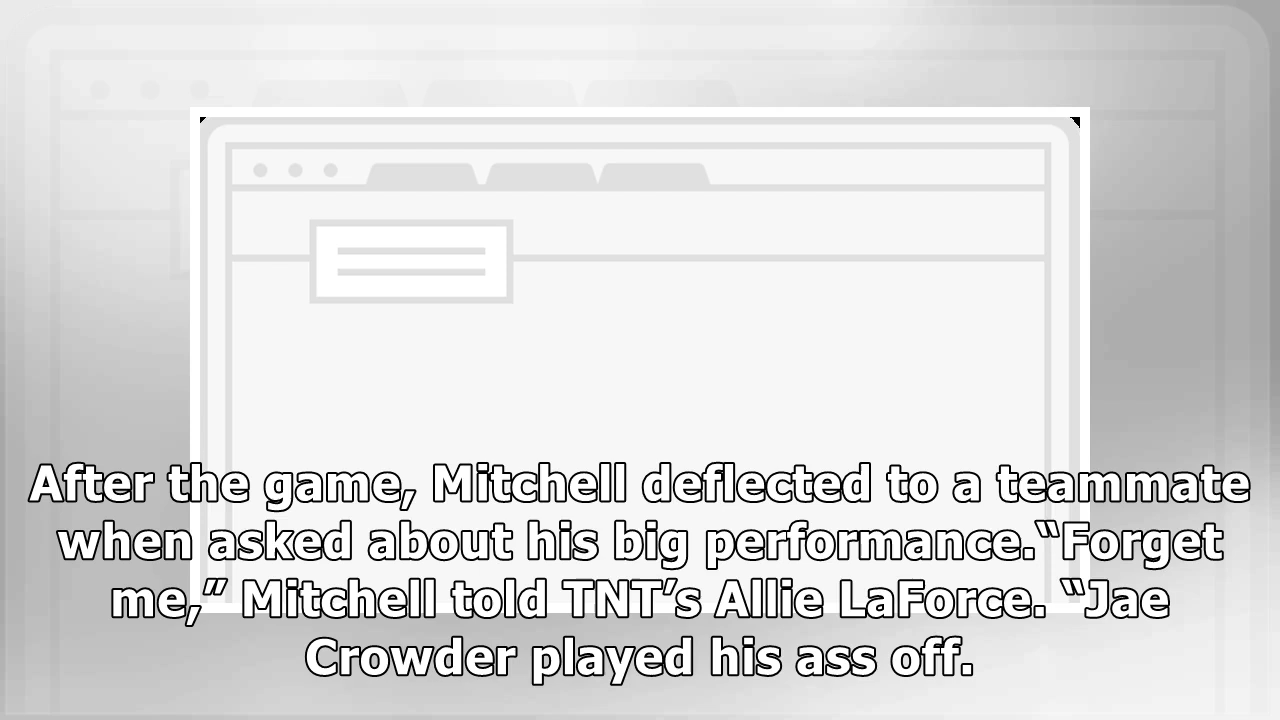 After the game, Mitchell deflected to a teammate
when asked about his big performance.“Forget
me,” Mitchell told TNT’s Allie LaForce. “Jae
Crowder played his ass off.